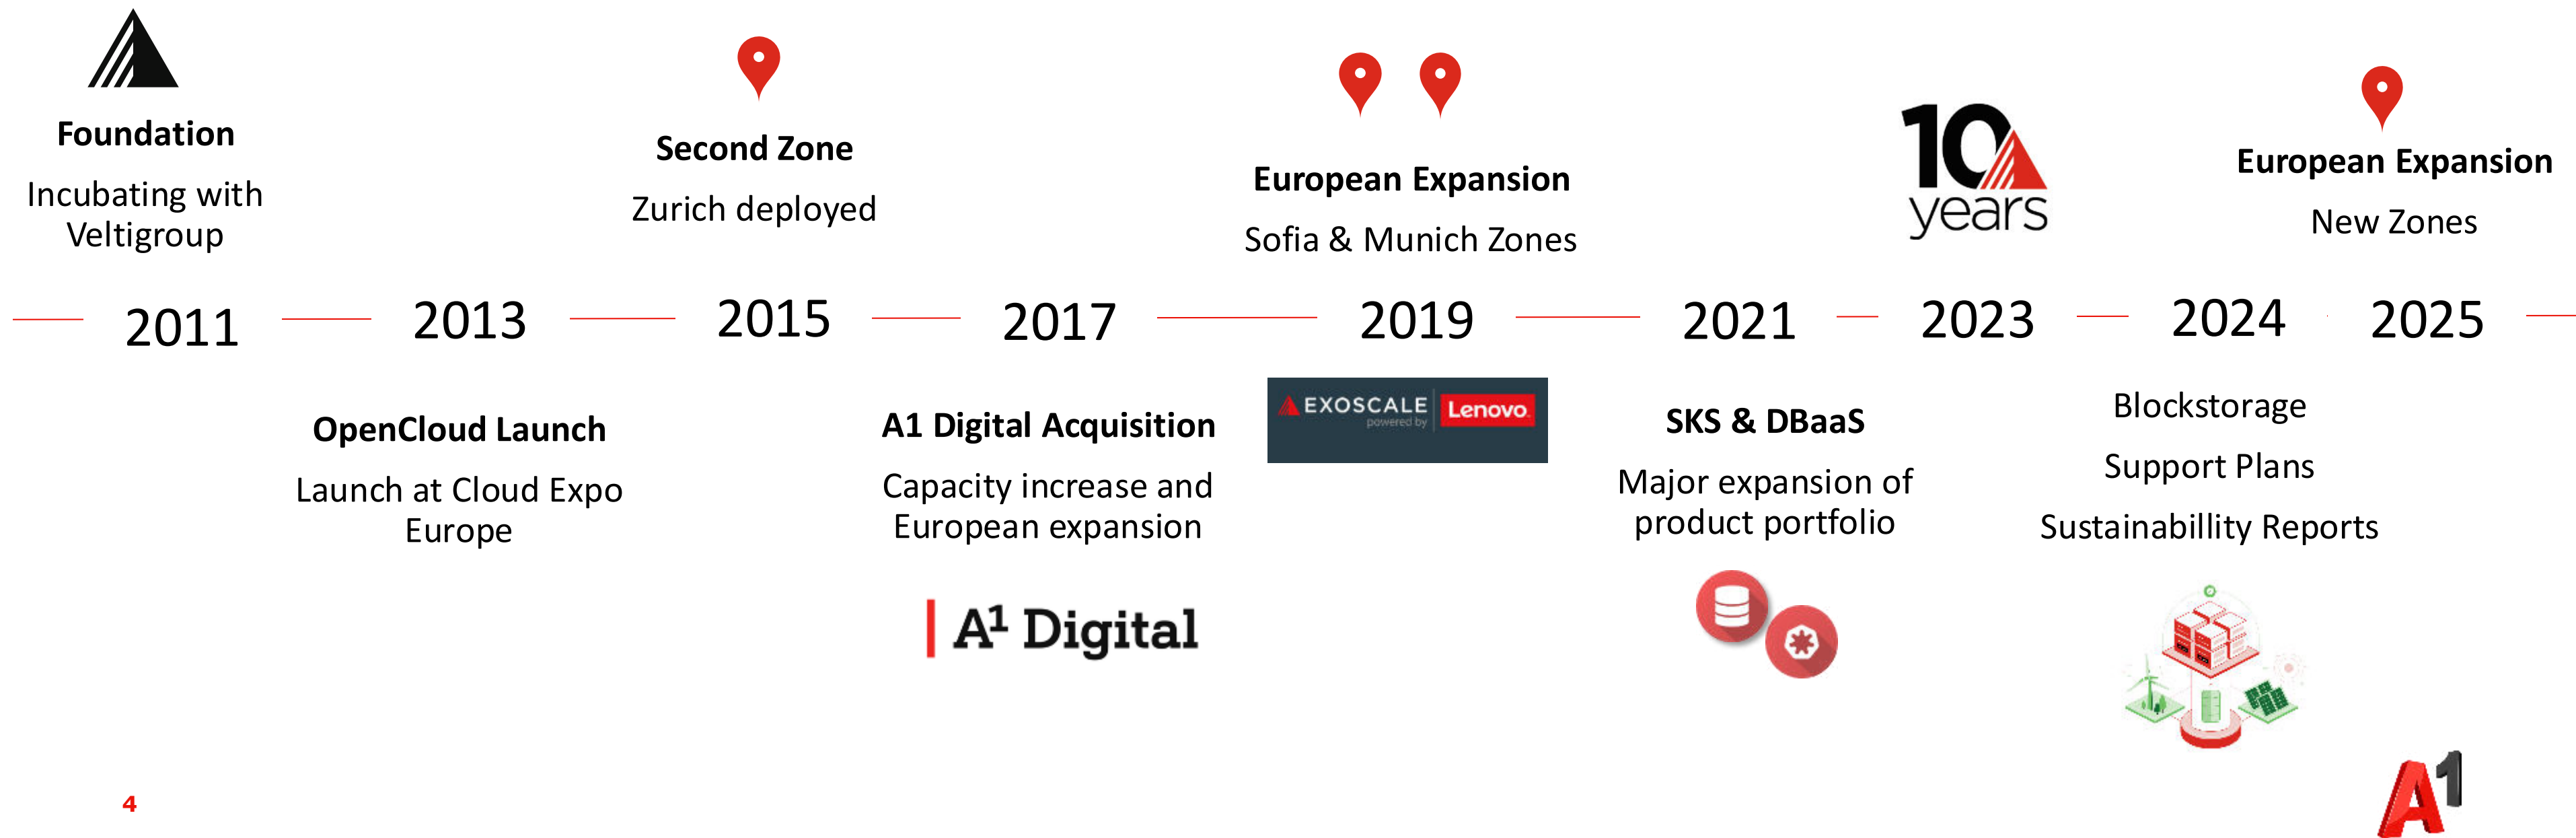 Foundation
Incubating with
Veltigroup
Second Zone
Zurich deployed
European Expansion
Sofia & Munich Zones
10
years
European Expansion
New Zones
2011
2013
2015
2017
2019
2021
2023
2024
2025
OpenCloud Launch
Launch at Cloud Expo
Europe
A1 Digital Acquisition
Capacity increase and
European expansion
A1 Digital
EXOSCALE
powered by
Lenovo
SKS & DBaaS
Major expansion of
product portfolio
Blockstorage
Support Plans
Sustainabillity Reports
4
A1